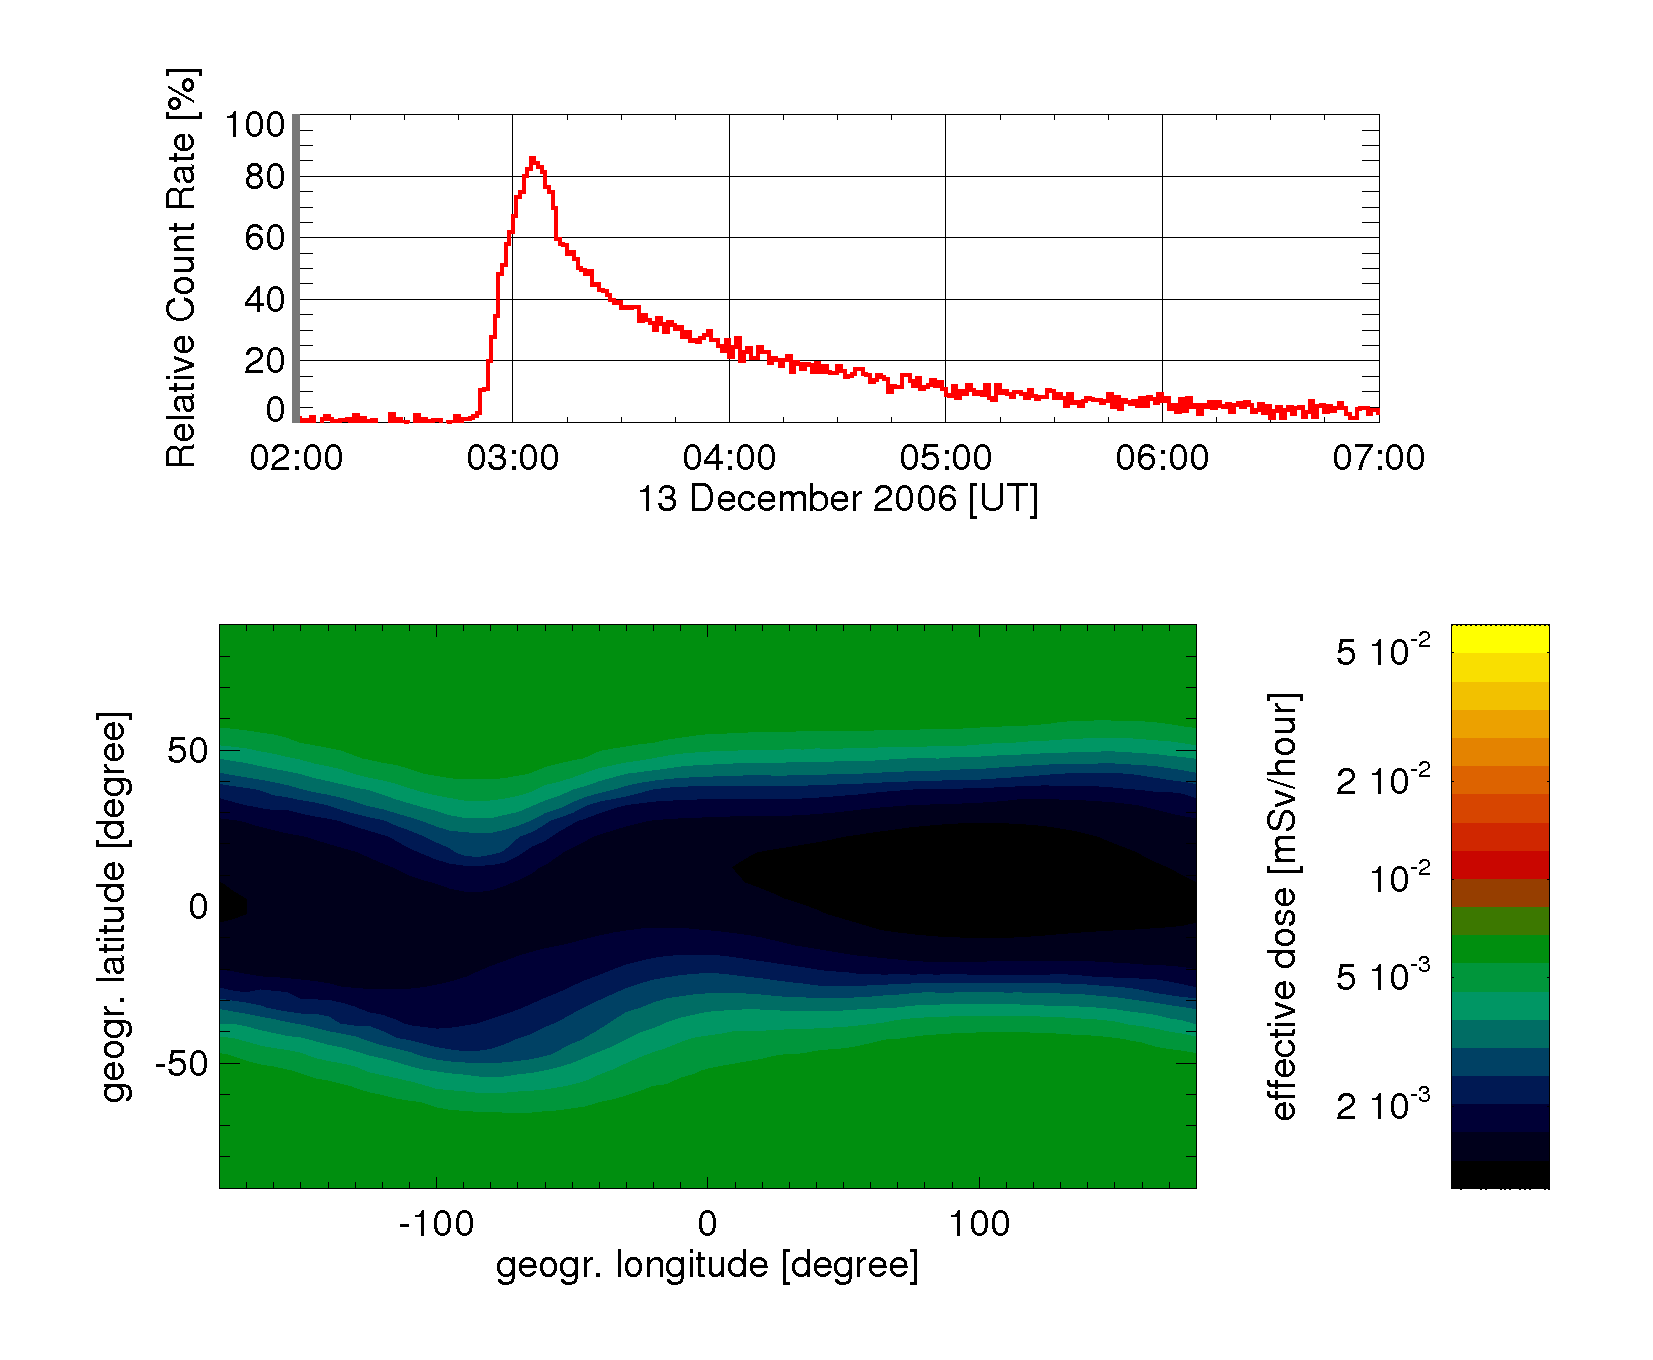 Relative Count Rate [%]
100
80
60
40
20
0
02:00 03:00 04:00 05:00 06:00 07:00
13 December 2006 [UT]
geogr. latitude [degree]
50
0
-50
-100 0 100
geogr. longitude [degree]
effective dose [mSv/hour]
5 10⁻²
2 10⁻²
10⁻²
5 10⁻³
2 10⁻³